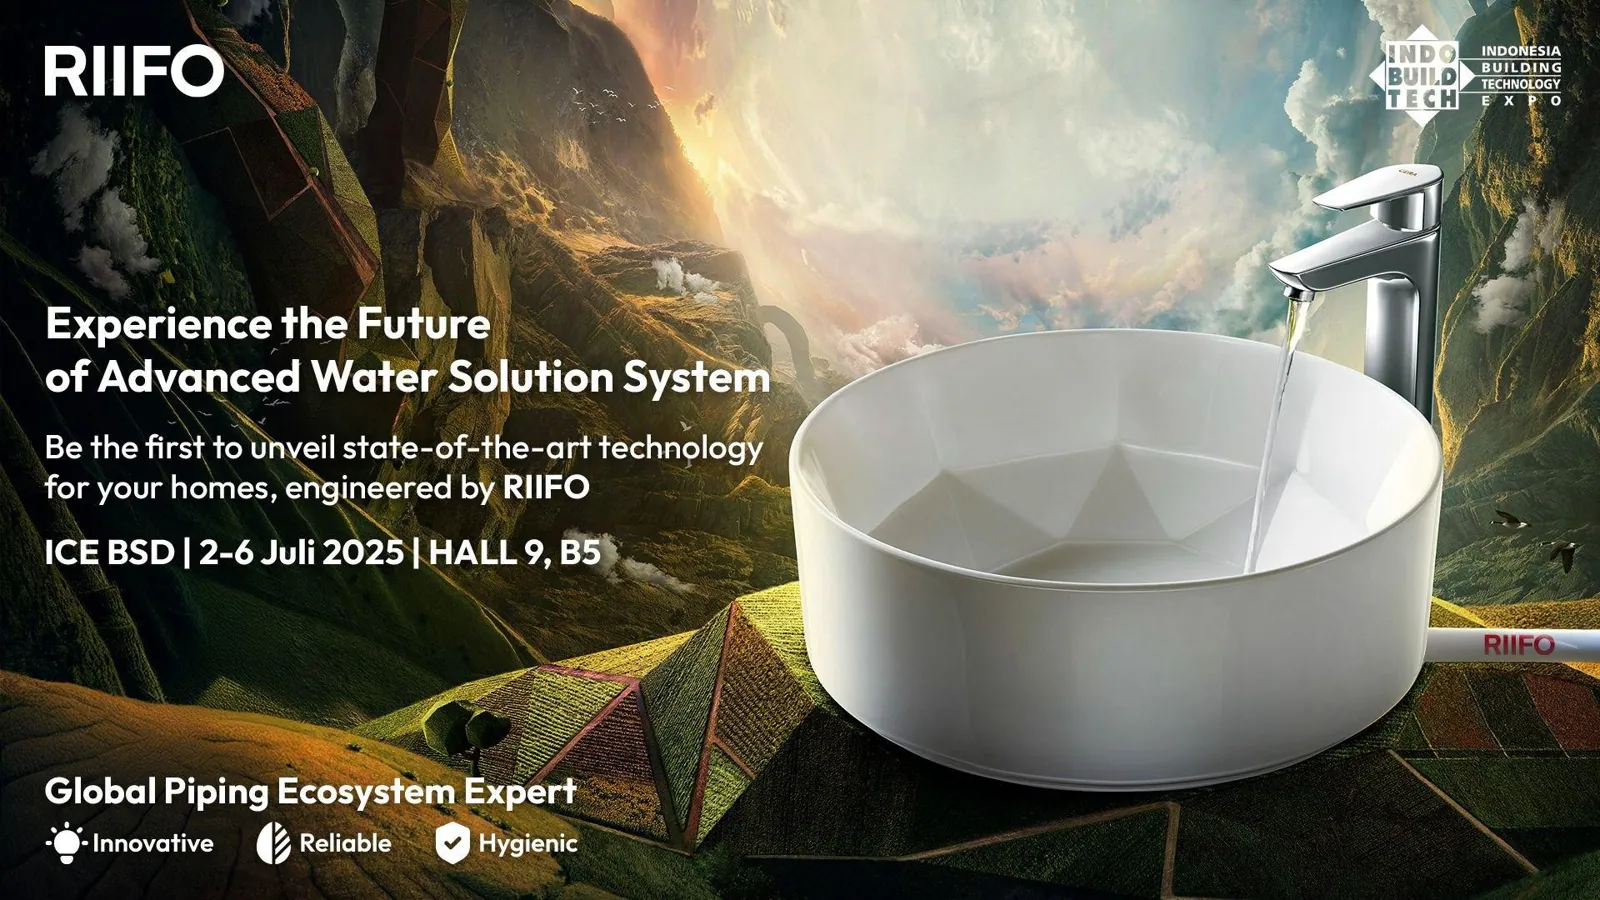 RIIFO
INDO
BUILD
TECH
INDONESIA
BUILDING
TECHNOLOGY
EXPO
Experience the Future
of Advanced Water Solution System
Be the first to unveil state-of-the-art technology
for your homes, engineered by RIIFO
ICE BSD | 2-6 Juli 2025 | HALL 9, B5
RIIFO
Global Piping Ecosystem Expert
Innovative
Reliable
Hygienic